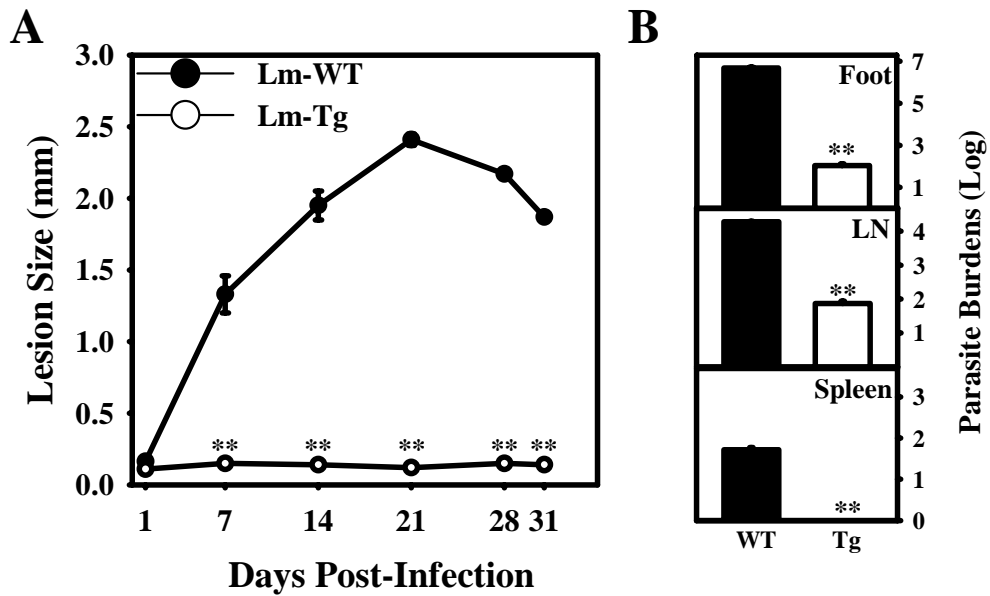 A
Lesion Size (mm)
3.0
2.5
2.0
1.5
1.0
0.5
0.0
Lm-WT
Lm-Tg
** ** ** ** **
1 7 14 21 28 31
Days Post-Infection
B
Foot
**
7
5
3
1
LN
**
4
3
2
1
Spleen
**
3
2
1
0
WT Tg
Parasite Burdens (Log)